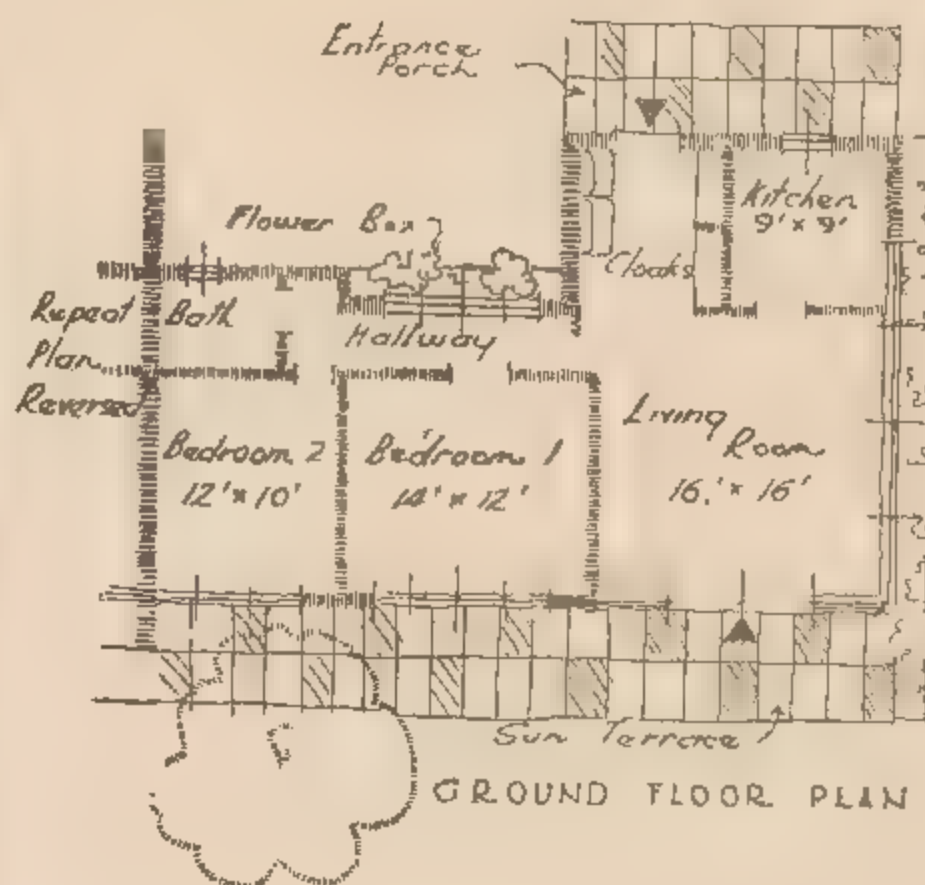 Entrance
Porch
Kitchen
9' x 9'
Flower Box
Cloaks
Repeat
Plan
Reversed
Bath
Hallway
Living
Room
16' x 16'
Bedroom 2
12' x 10'
Bedroom 1
14' x 12'
Sun Terrace
GROUND FLOOR PLAN